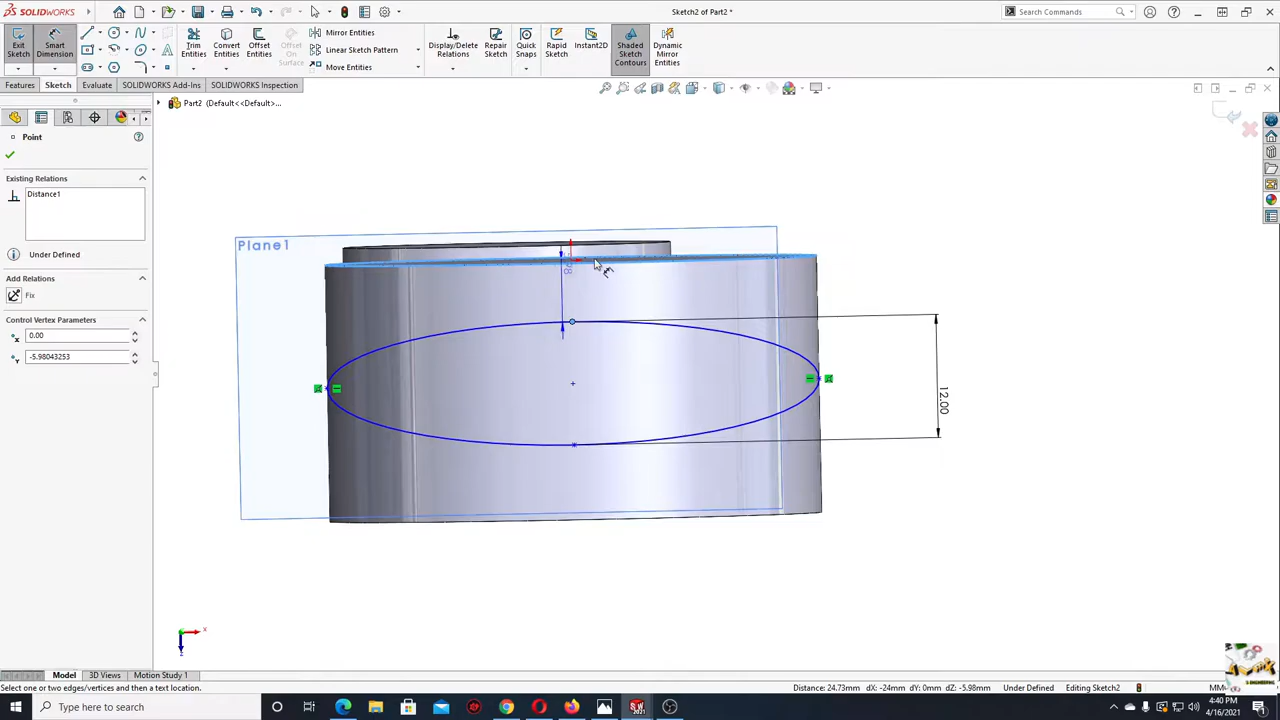 SOLIDWORKS
Sketch2 of Part2 *
Search Commands
Exit Sketch
Smart Dimension
Trim Entities
Convert Entities
Offset Entities
Offset On Surface
Mirror Entities
Linear Sketch Pattern
Move Entities
Display/Delete Relations
Repair Sketch
Quick Snaps
Rapid Sketch
Instant2D
Shaded Sketch Contours
Dynamic Mirror Entities
Features
Sketch
Evaluate
SOLIDWORKS Add-Ins
SOLIDWORKS Inspection
Part2 (Default<<Default>...
Point
Existing Relations
Distance1
Under Defined
Add Relations
Fix
Control Vertex Parameters
0.00
-5.98043253
Plane1
12.00
Model
3D Views
Motion Study 1
Select one or two edges/vertices and then a text location.
Distance: 24.73mm
dX: -24mm
dY: 0mm
dZ: -5.98mm
Under Defined
Editing Sketch2
Type here to search
4:40 PM
4/16/2021